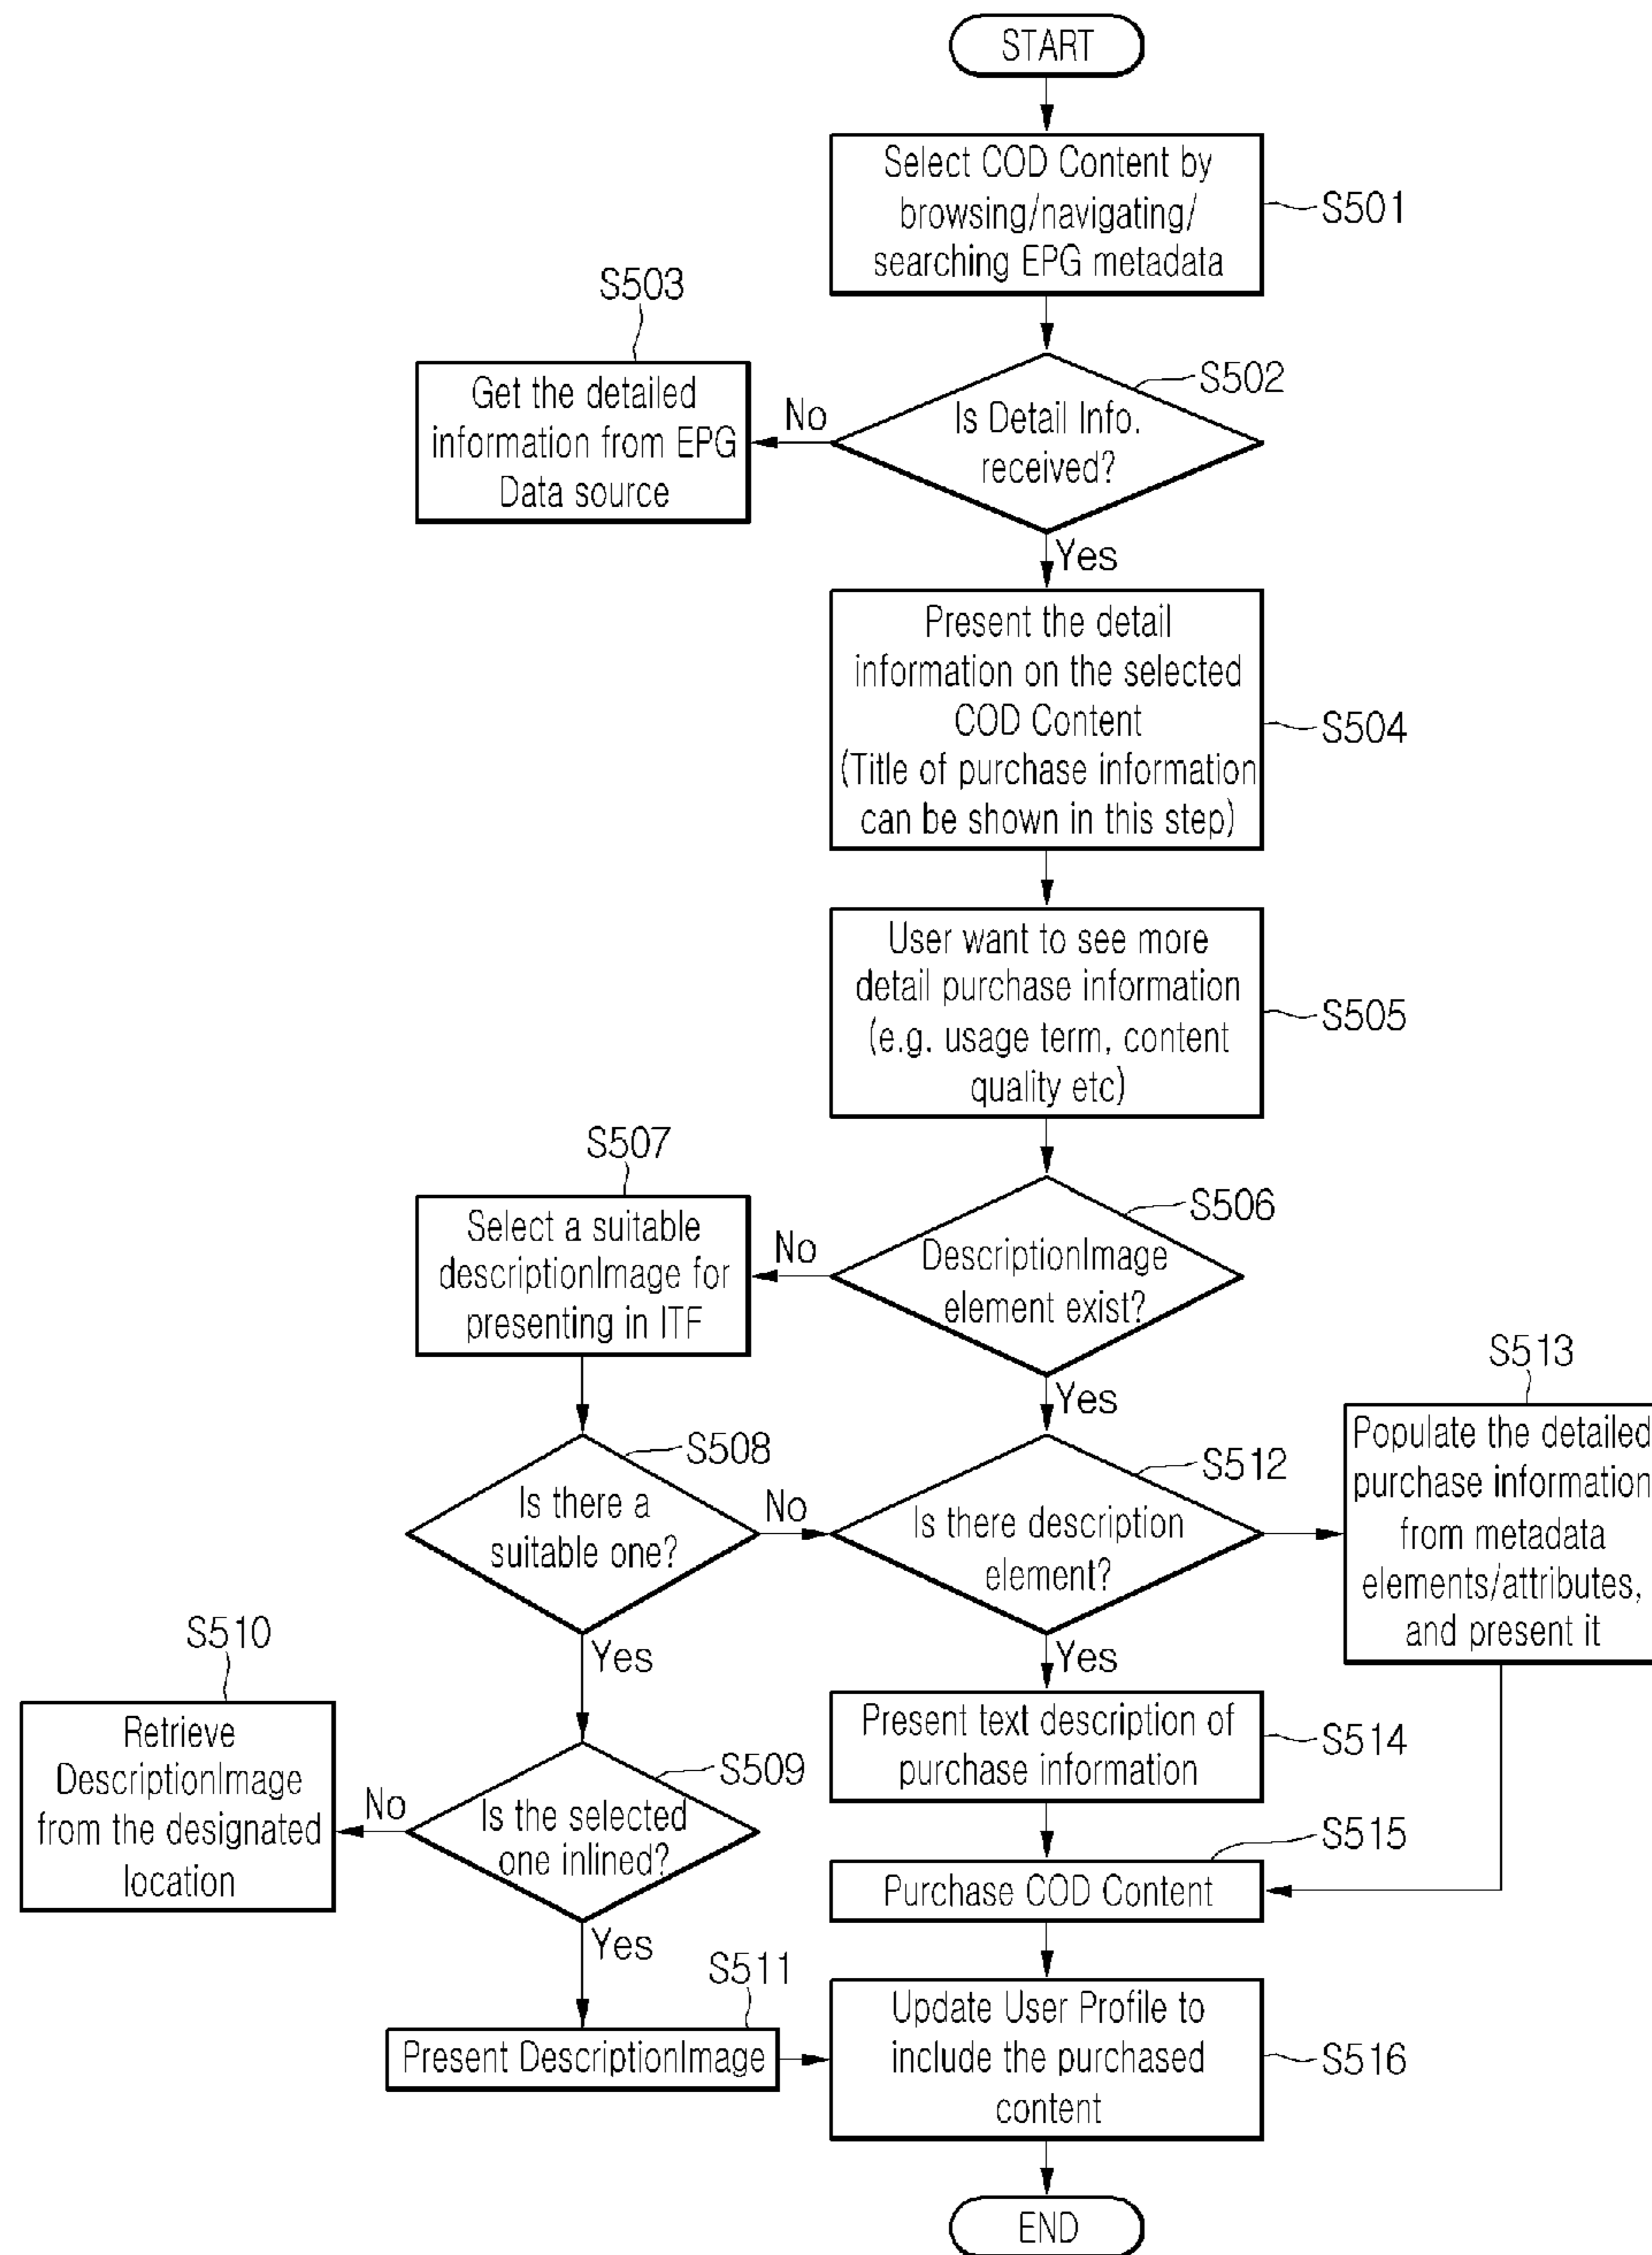 START
Select COD Content by
browsing/navigating/
searching EPG metadata
S501
S503
Get the detailed
information from EPG
Data source
No
Is Detail Info.
received?
S502
Yes
Present the detail
information on the selected
COD Content
(Title of purchase information
can be shown in this step)
S504
User want to see more
detail purchase information
(e.g. usage term, content
quality etc)
S505
S507
Select a suitable
descriptionImage for
presenting in ITF
No
DescriptionImage
element exist?
S506
Yes
S508
Is there a
suitable one?
No
Is there description
element?
S512
S513
Populate the detailed
purchase information
from metadata
elements/attributes,
and present it
Yes
Yes
S510
Retrieve
DescriptionImage
from the designated
location
No
Is the selected
one inlined?
S509
Present text description of
purchase information
S514
Purchase COD Content
S515
Yes
S511
Present DescriptionImage
Update User Profile to
include the purchased
content
S516
END